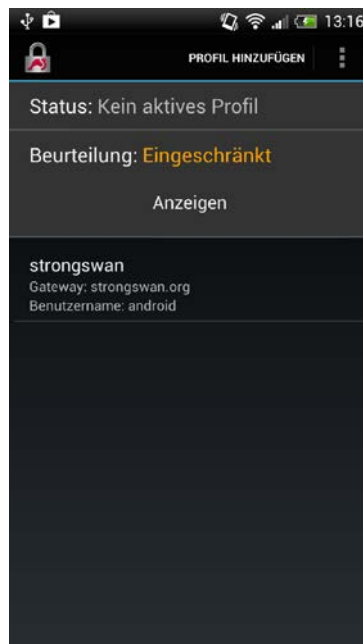 13:16
PROFIL HINZUFÜGEN
Status: Kein aktives Profil
Beurteilung: Eingeschränkt
Anzeigen
strongswan
Gateway: strongswan.org
Benutzername: android